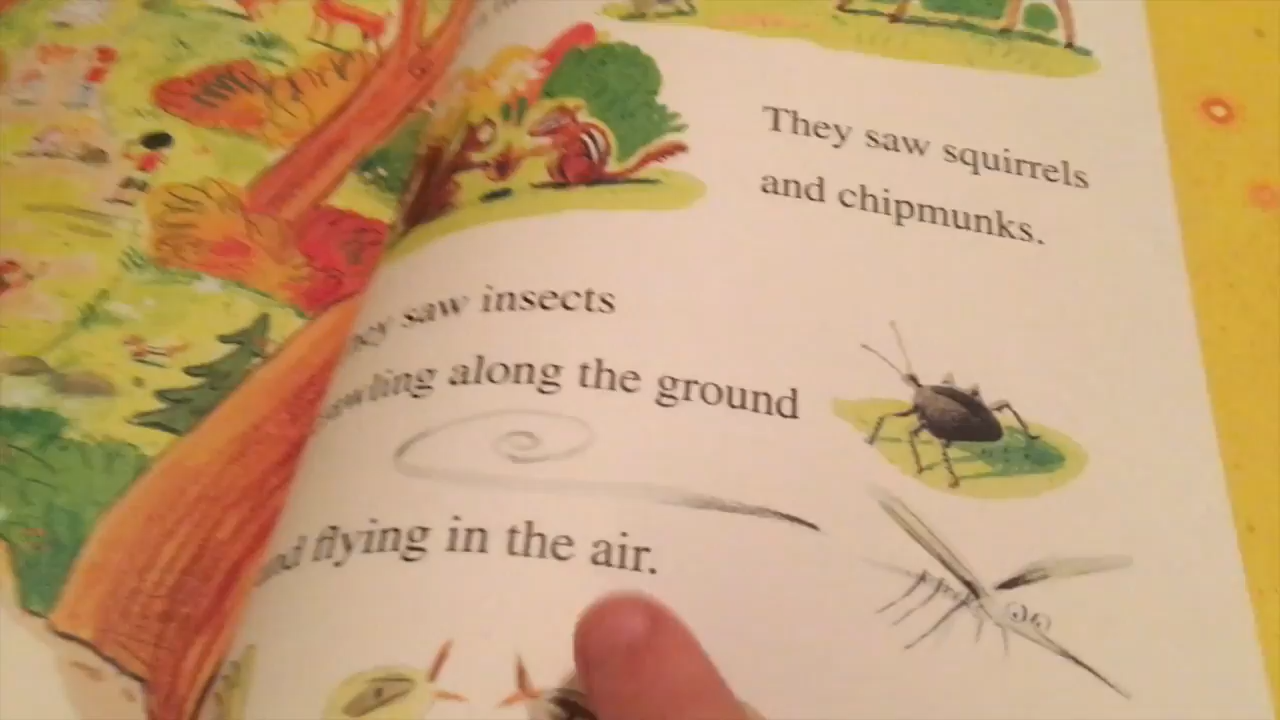 They saw squirrels
and chipmunks.
saw insects
along the ground
flying in the air.